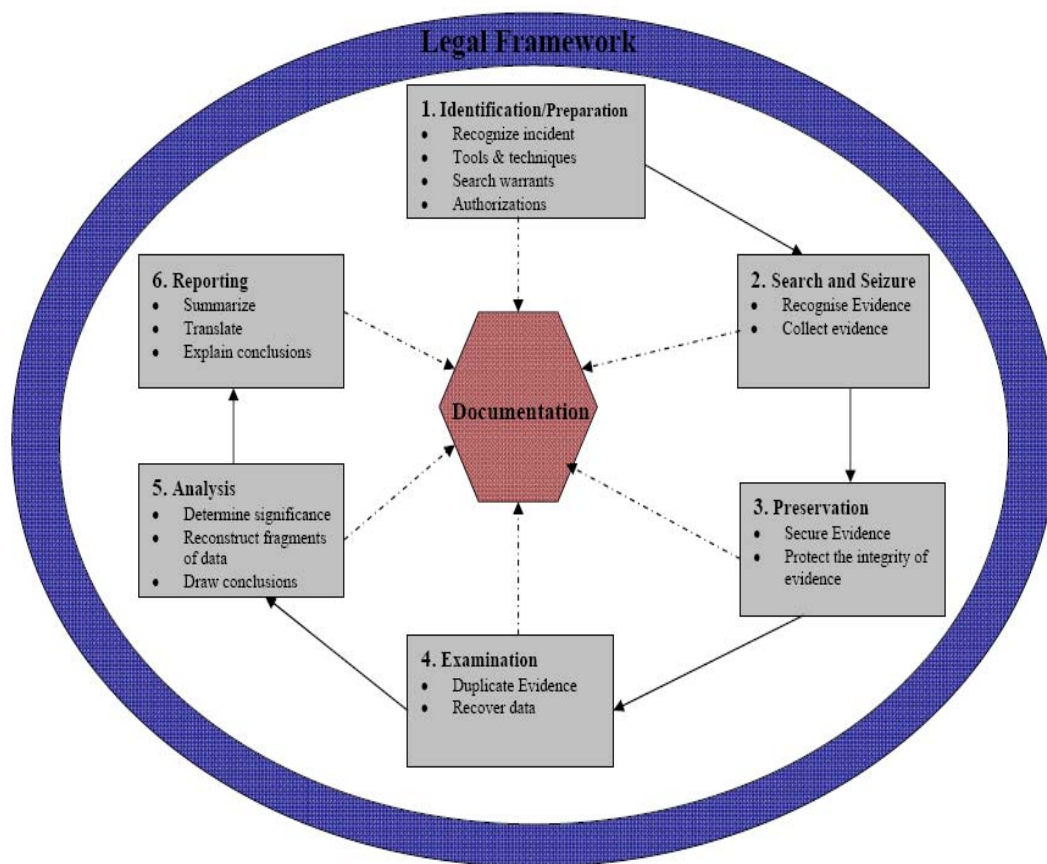 Legal Framework
1. Identification/Preparation
• Recognize incident
• Tools & techniques
• Search warrants
• Authorizations
2. Search and Seizure
• Recognise Evidence
• Collect evidence
3. Preservation
• Secure Evidence
• Protect the integrity of
evidence
4. Examination
• Duplicate Evidence
• Recover data
5. Analysis
• Determine significance
• Reconstruct fragments
of data
• Draw conclusions
6. Reporting
• Summarize
• Translate
• Explain conclusions
Documentation